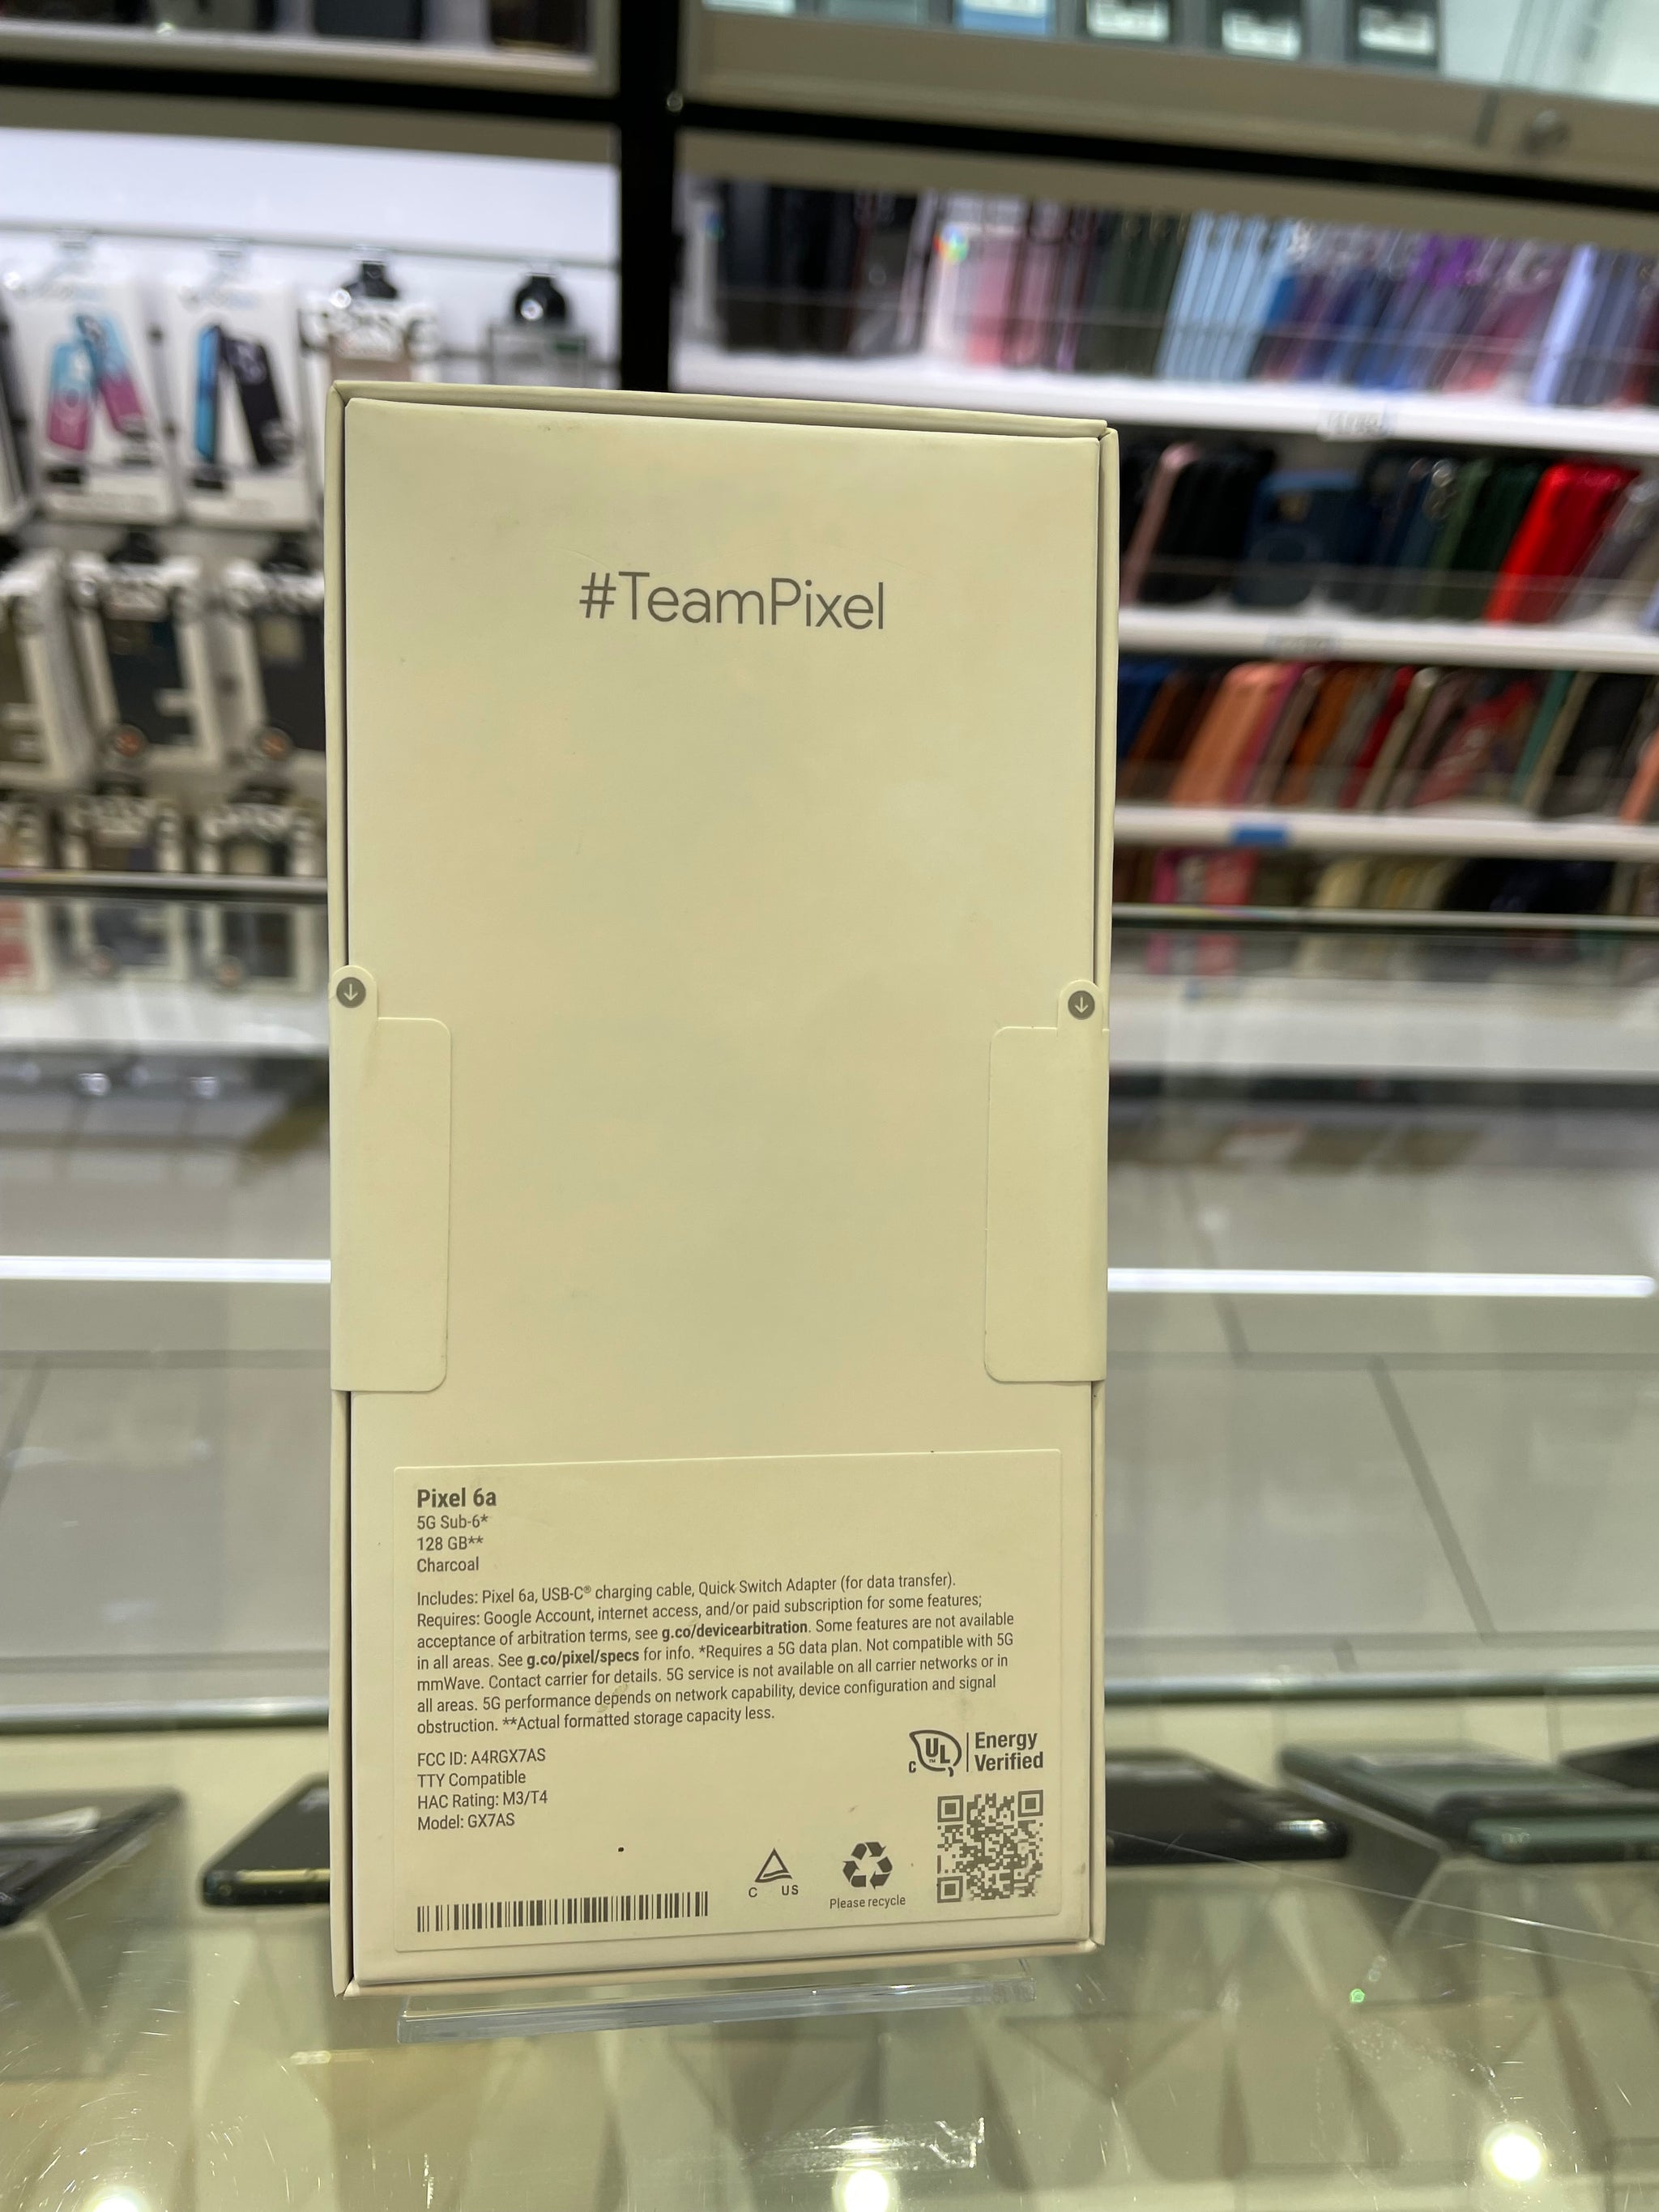 #TeamPixel
Pixel 6a
5G Sub-6*
128 GB**
Charcoal
Includes: Pixel 6a, USB-C® charging cable, Quick Switch Adapter (for data transfer).
Requires: Google Account, internet access, and/or paid subscription for some features;
acceptance of arbitration terms, see g.co/devicearbitration. Some features are not available
in all areas. See g.co/pixel/specs for info. *Requires a 5G data plan. Not compatible with 5G
mmWave. Contact carrier for details. 5G service is not available on all carrier networks or in
all areas. 5G performance depends on network capability, device configuration and signal
obstruction. **Actual formatted storage capacity less.
FCC ID: A4RGX7AS
TTY Compatible
HAC Rating: M3/T4
Model: GX7AS
c UL ™ Energy
Verified
C US
Please recycle